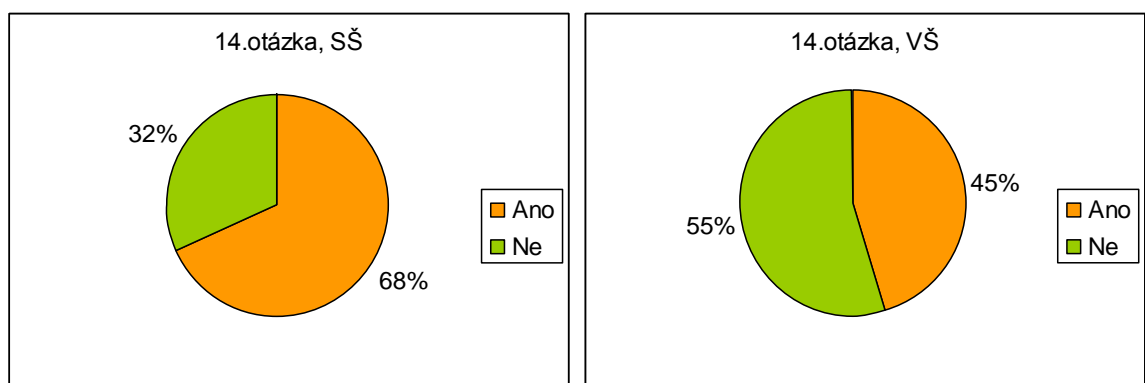 14.otázka, SŠ
32%
68%
Ano
Ne
14.otázka, VŠ
45%
55%
Ano
Ne